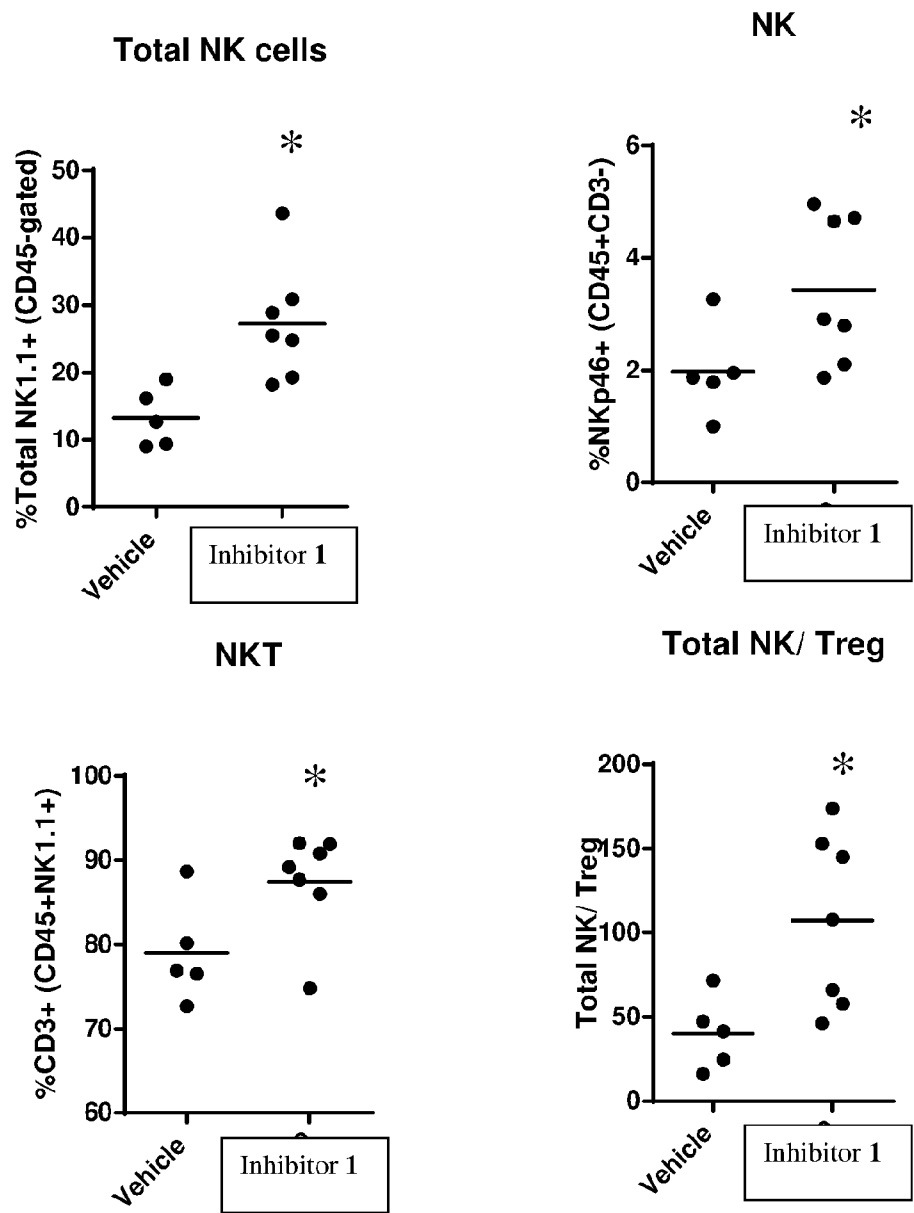 Total NK cells
*
%Total NK1.1+ (CD45-gated)
50
40
30
20
10
0
Vehicle
Inhibitor 1
NK
*
%NKp46+ (CD45+CD3-)
6
4
2
0
Vehicle
Inhibitor 1
NKT
*
%CD3+ (CD45+NK1.1+)
100
90
80
70
60
Vehicle
Inhibitor 1
Total NK/ Treg
*
Total NK/ Treg
200
150
100
50
0
Vehicle
Inhibitor 1